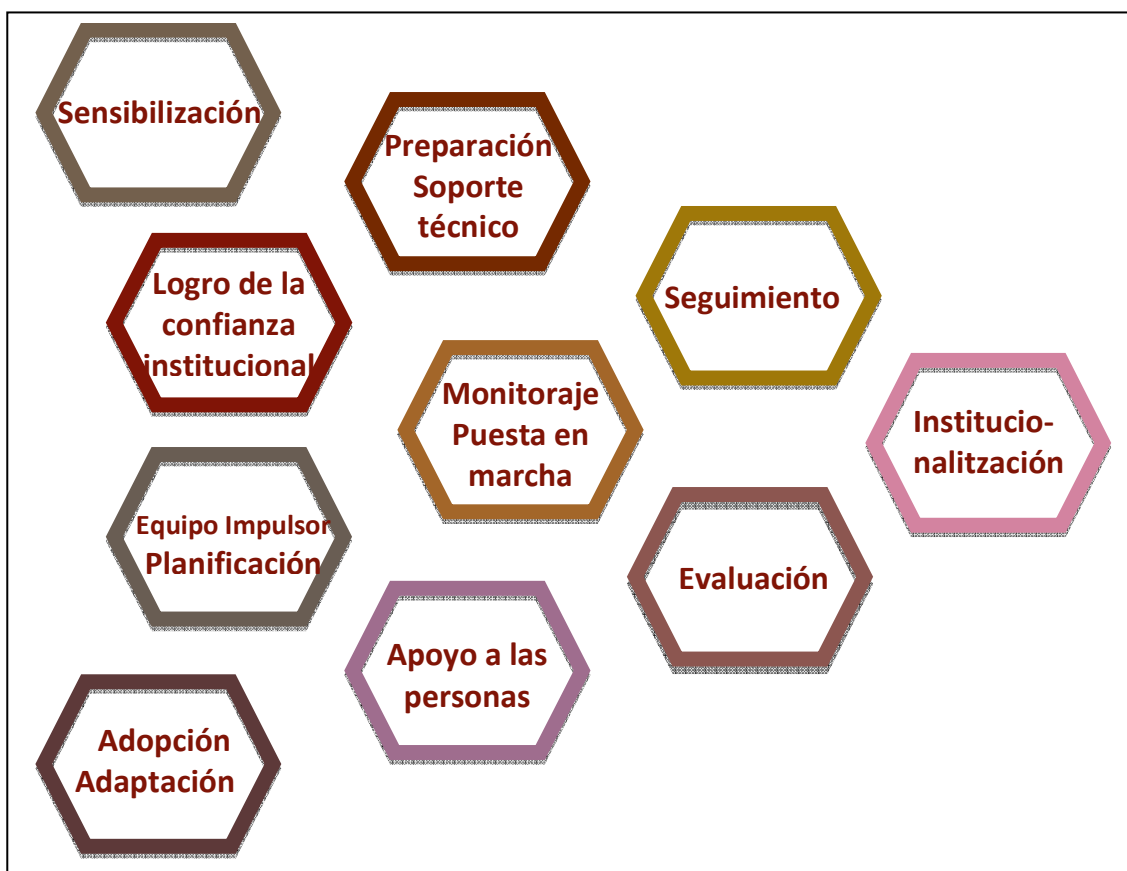 Sensibilización
Preparación
Soporte
técnico
Logro de la
confianza
institucional
Seguimiento
Monitoraje
Puesta en
marcha
Institucio-
nalitzación
Equipo Impulsor
Planificación
Evaluación
Apoyo a las
personas
Adopción
Adaptación